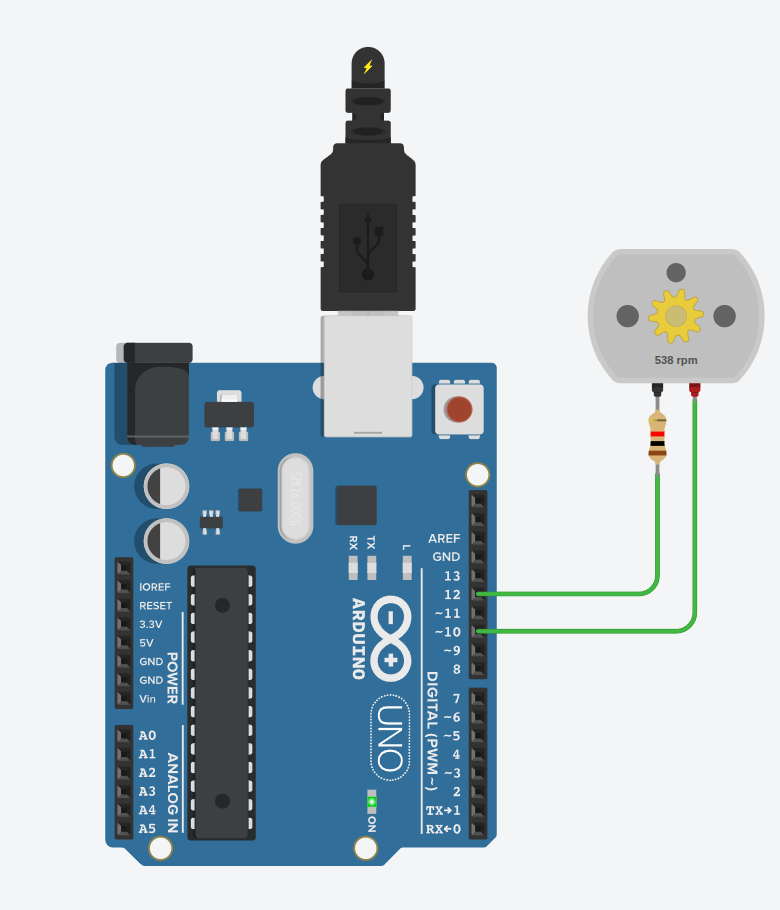 538 rpm
AREF
GND
13
12
~11
~10
~9
8
7
~6
~5
4
~3
2
TX→1
RX←0
DIGITAL (PWM~)
IOREF
RESET
3.3V
5V
GND
GND
Vin
POWER
A0
A1
A2
A3
A4
A5
ANALOG IN
RX
TX
L
ARDUINO
UNO
ON